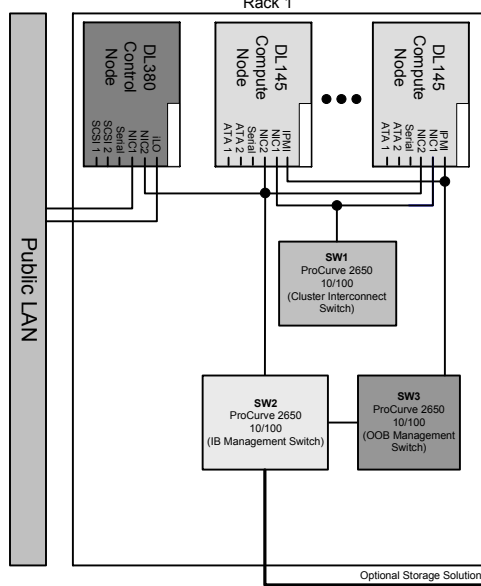 Rack 1
DL380
Control
Node
SCSI 1
SCSI 2
Serial
NIC1
NIC2
iLO
DL145
Compute
Node
ATA 1
ATA 2
Serial
NIC2
NIC1
IPMI
DL145
Compute
Node
ATA 1
ATA 2
Serial
NIC2
NIC1
IPMI
Public LAN
SW1
ProCurve 2650
10/100
(Cluster Interconnect
Switch)
SW2
ProCurve 2650
10/100
(IB Management Switch)
SW3
ProCurve 2650
10/100
(OOB Management
Switch)
Optional Storage Solution